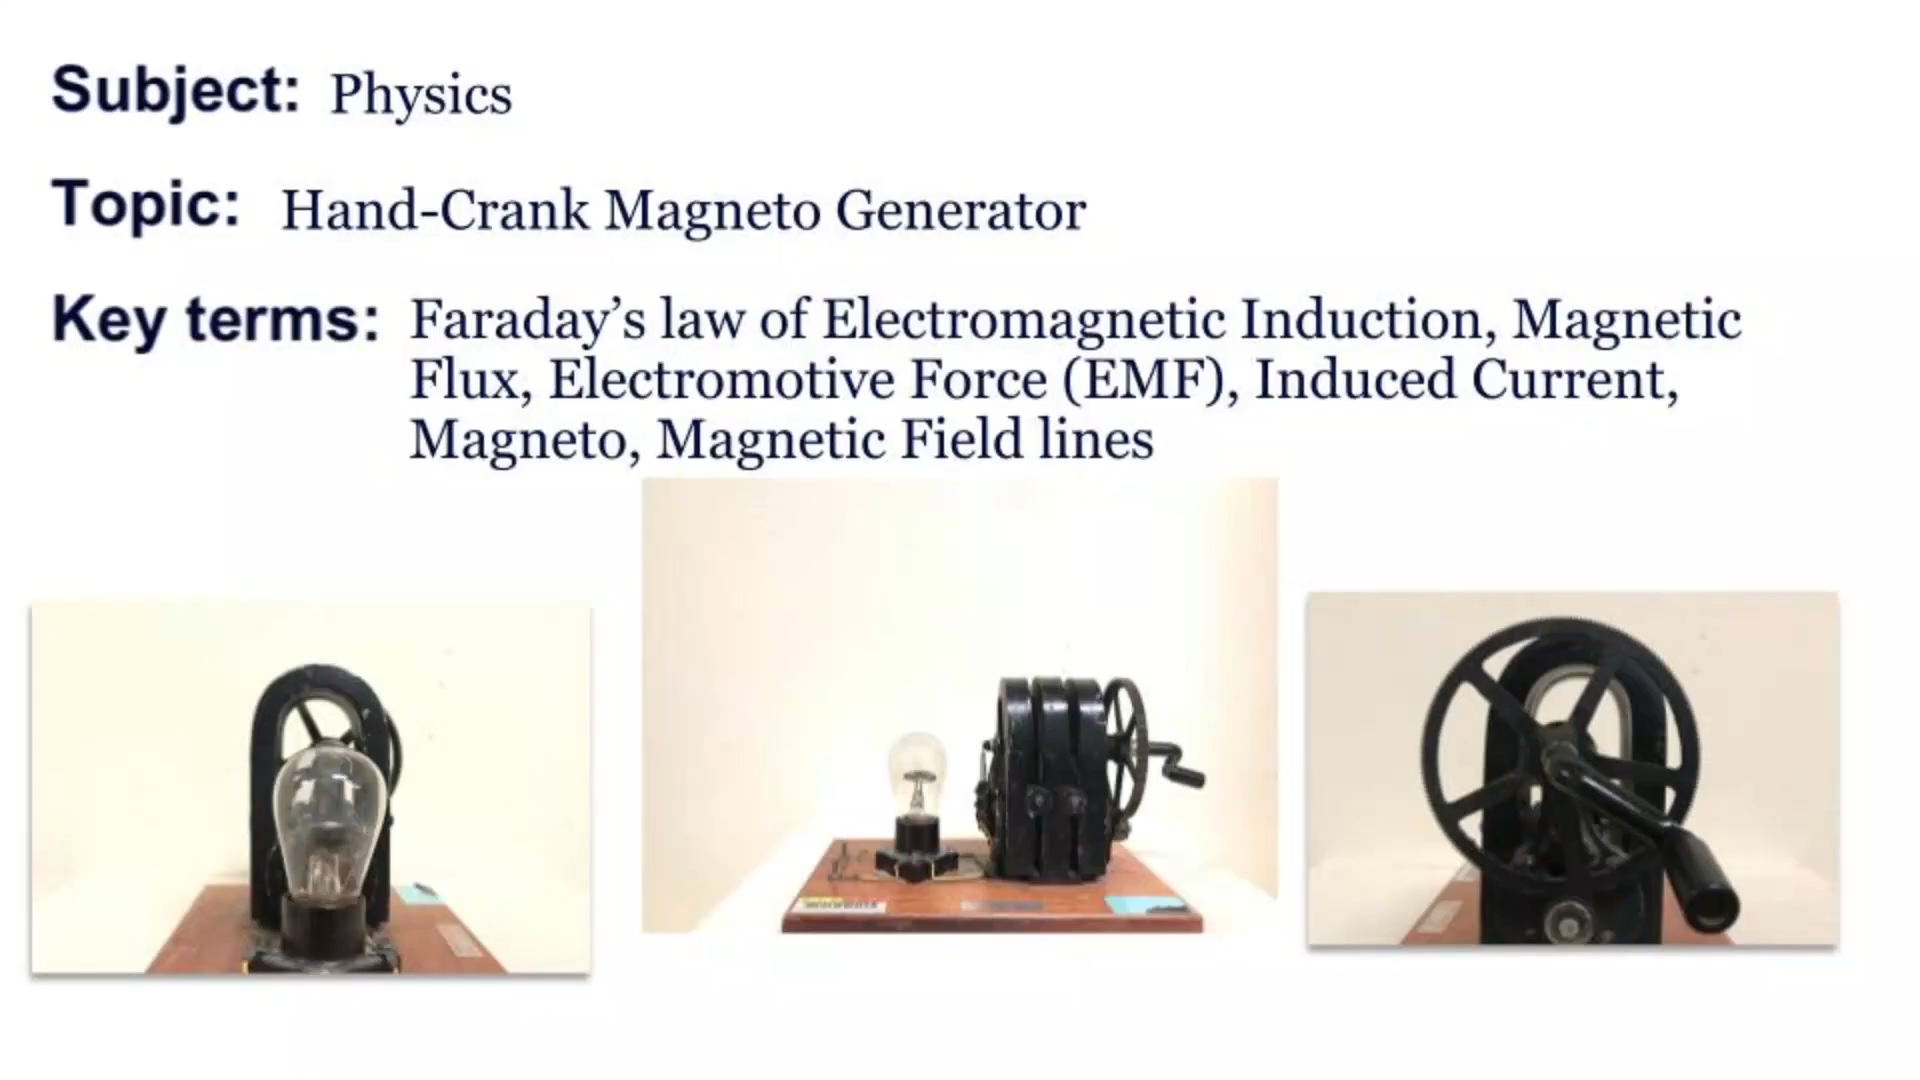 Subject: Physics
Topic: Hand-Crank Magneto Generator
Key terms: Faraday’s law of Electromagnetic Induction, Magnetic
Flux, Electromotive Force (EMF), Induced Current,
Magneto, Magnetic Field lines